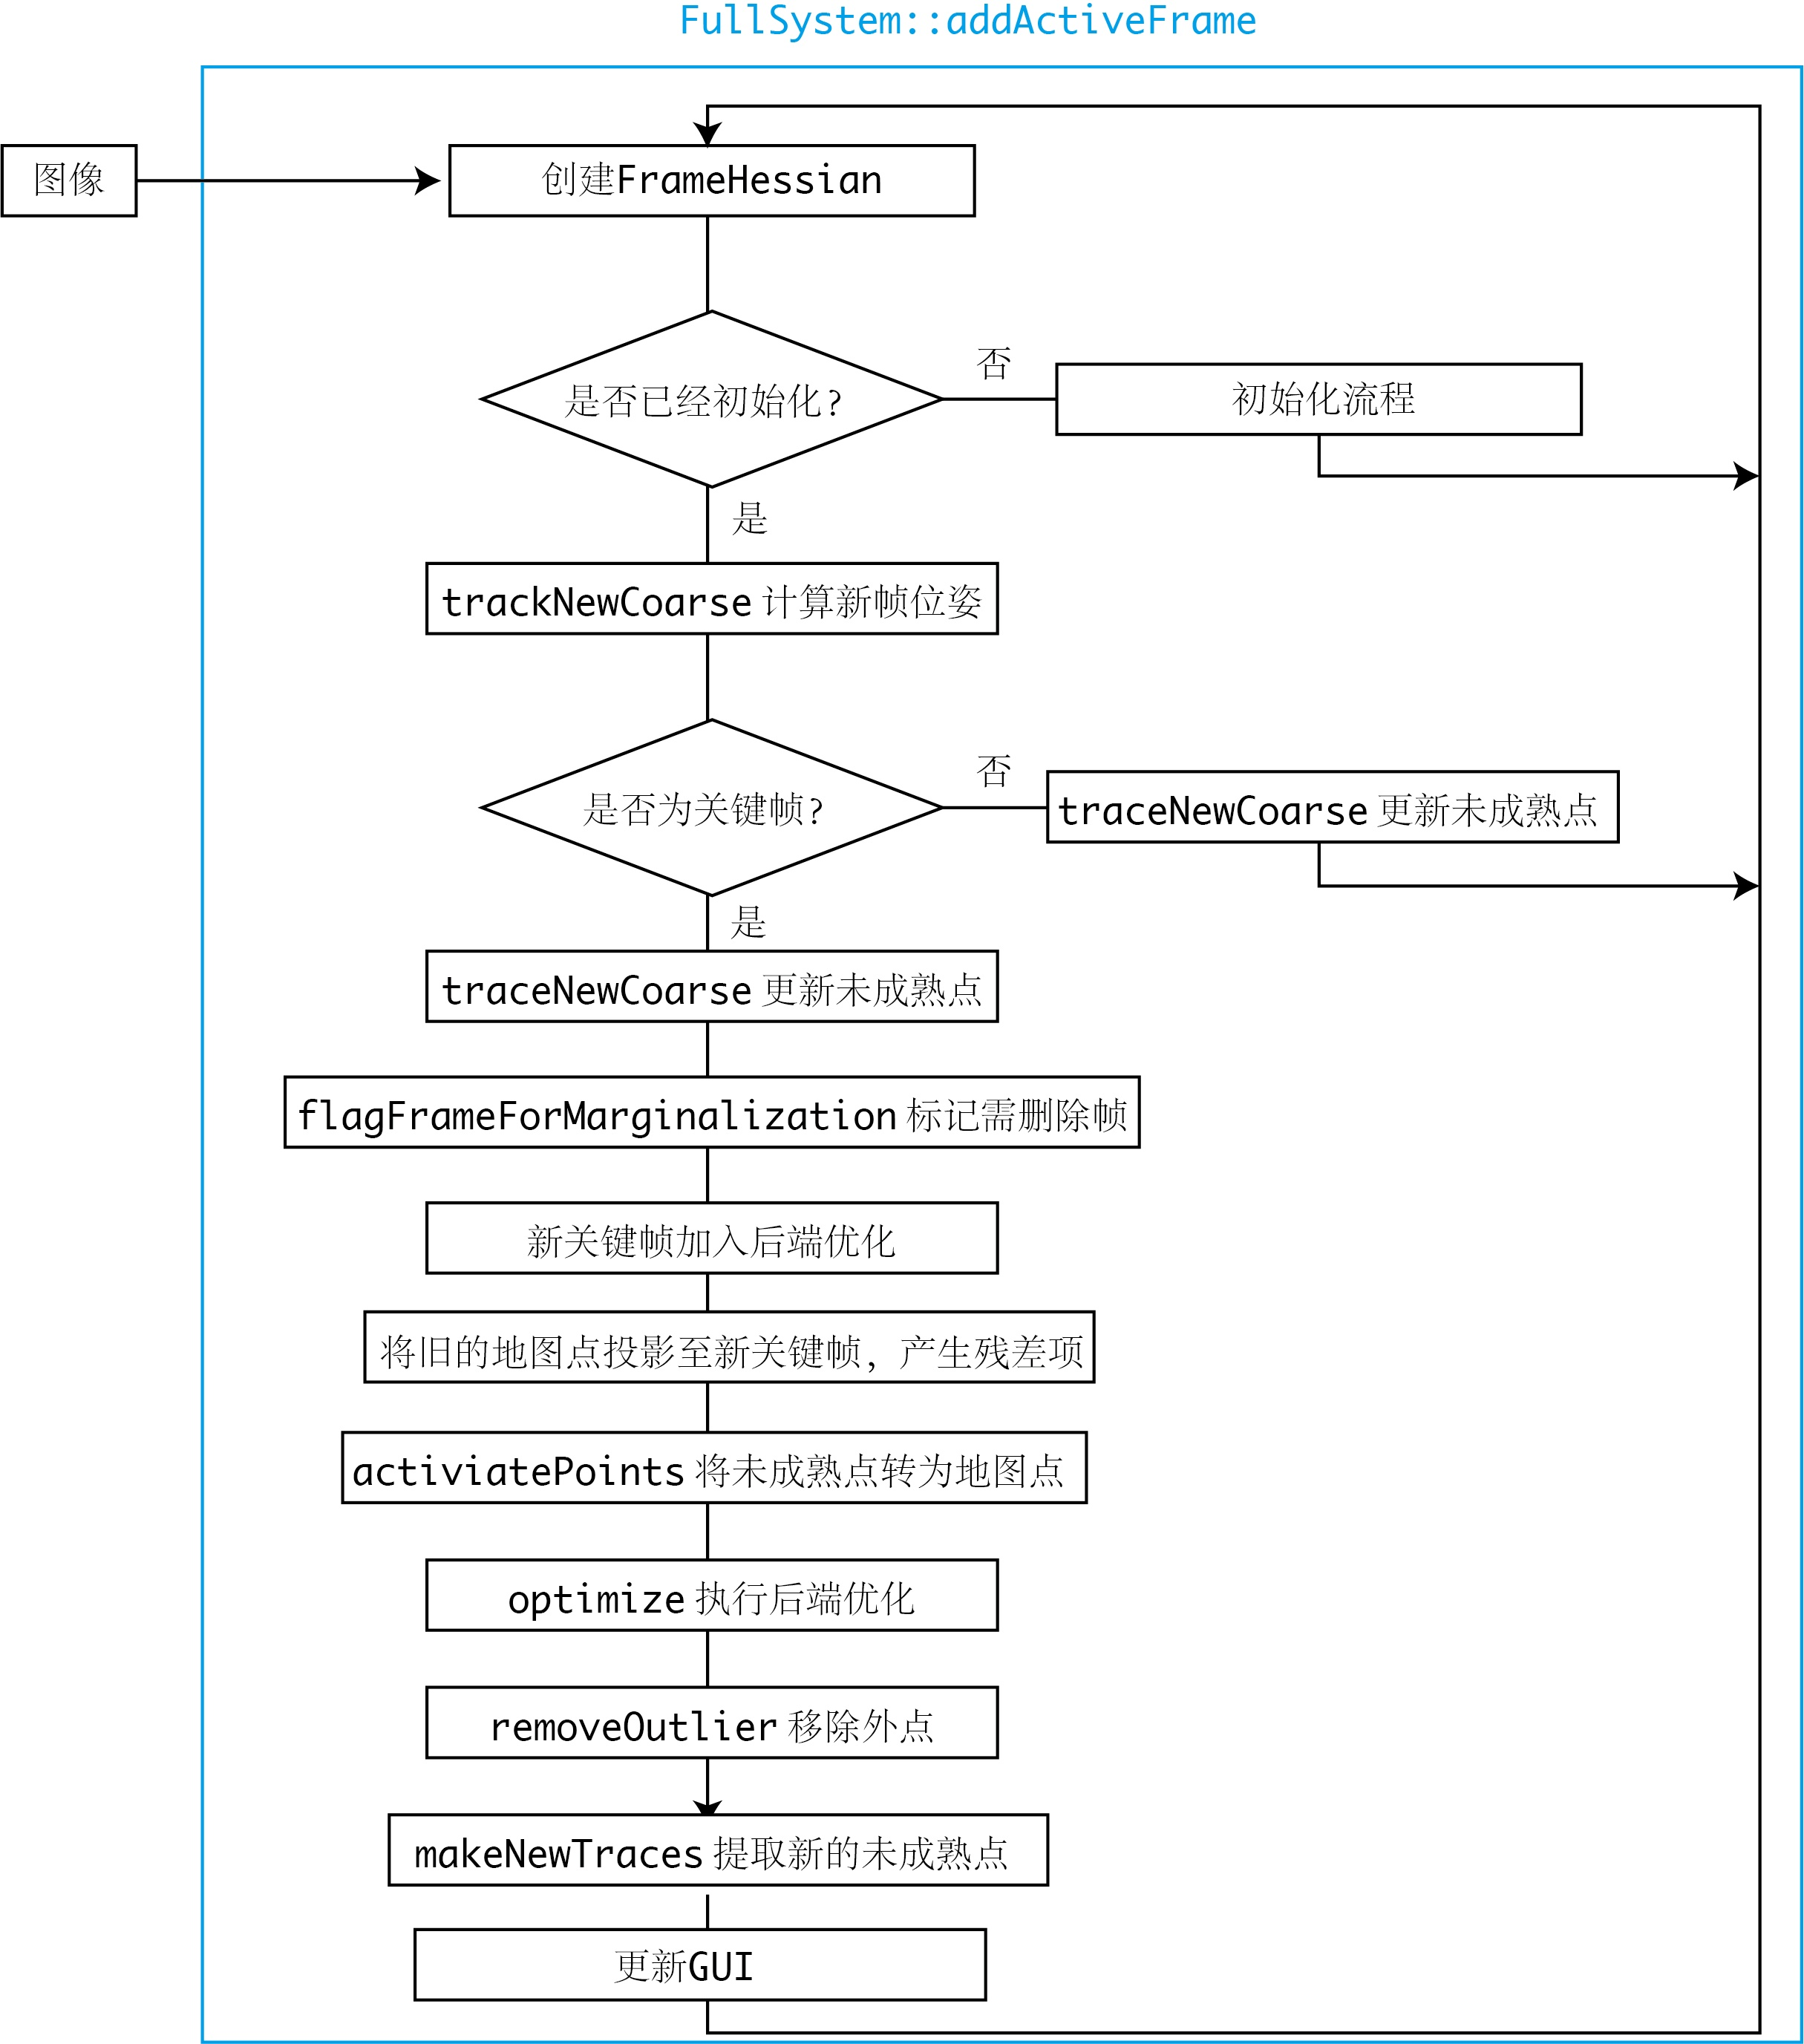 FullSystem::addActiveFrame
图像
创建FrameHessian
是否已经初始化?
否
初始化流程
是
trackNewCoarse 计算新帧位姿
是否为关键帧?
否
traceNewCoarse 更新未成熟点
是
traceNewCoarse 更新未成熟点
flagFrameForMarginalization 标记需删除帧
新关键帧加入后端优化
将旧的地图点投影至新关键帧，产生残差项
activiatePoints 将未成熟点转为地图点
optimize 执行后端优化
removeOutlier 移除外点
makeNewTraces 提取新的未成熟点
更新GUI